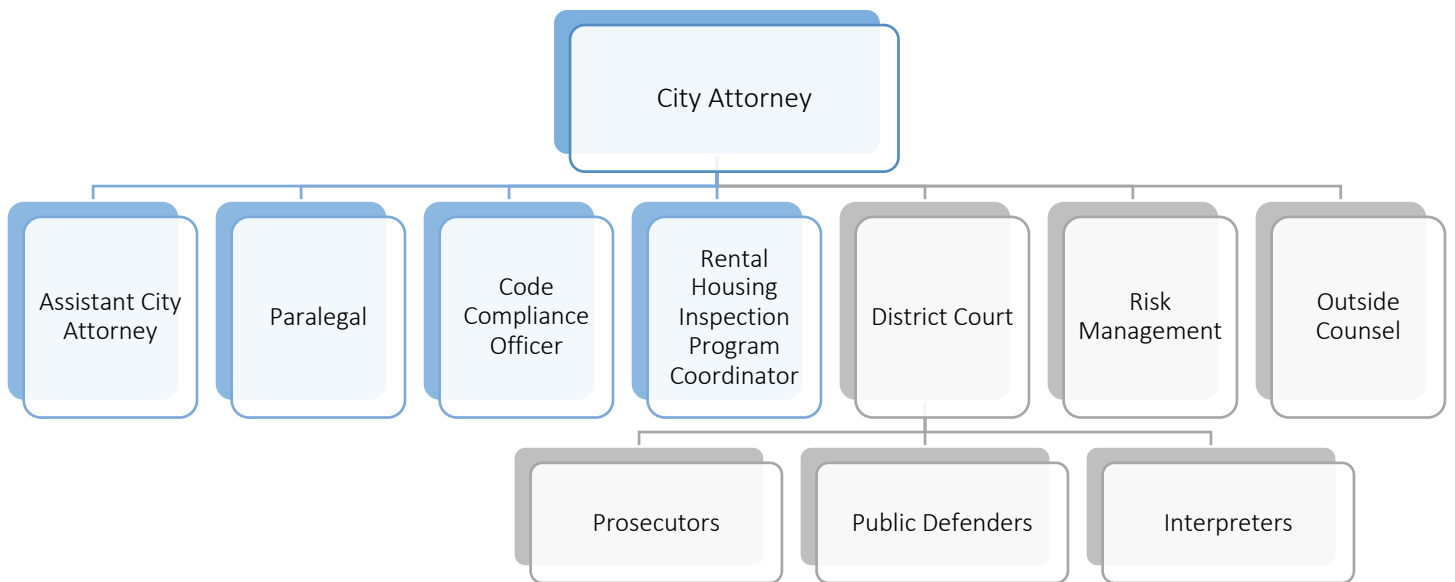 City Attorney
Assistant City
Attorney
Paralegal
Code
Compliance
Officer
Rental
Housing
Inspection
Program
Coordinator
District Court
Risk
Management
Outside
Counsel
Prosecutors
Public Defenders
Interpreters